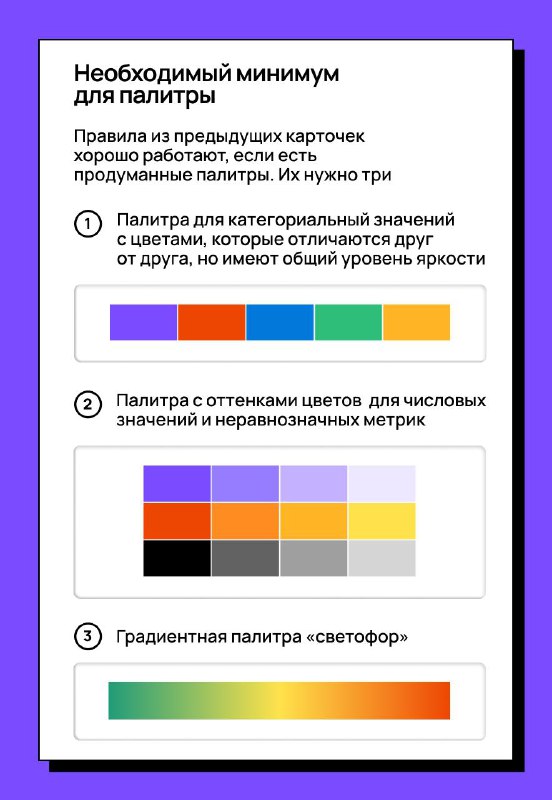 Необходимый минимум
для палитры
Правила из предыдущих карточек
хорошо работают, если есть
продуманные палитры. Их нужно три
1
Палитра для категориальный значений
с цветами, которые отличаются друг
от друга, но имеют общий уровень яркости
2
Палитра с оттенками цветов для числовых
значений и неравнозначных метрик
3
Градиентная палитра «светофор»